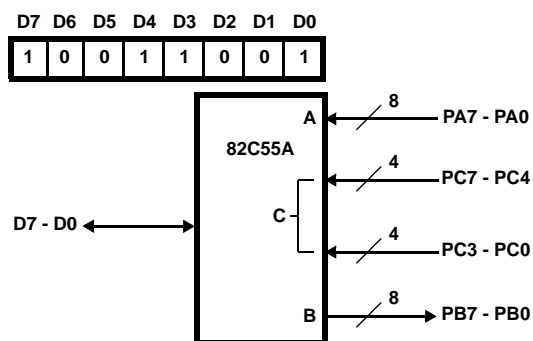 D7 D6 D5 D4 D3 D2 D1 D0
1 0 0 1 1 0 0 1
A 8 PA7 - PA0
82C55A
4 PC7 - PC4
D7 - D0 C
4 PC3 - PC0
B 8 PB7 - PB0